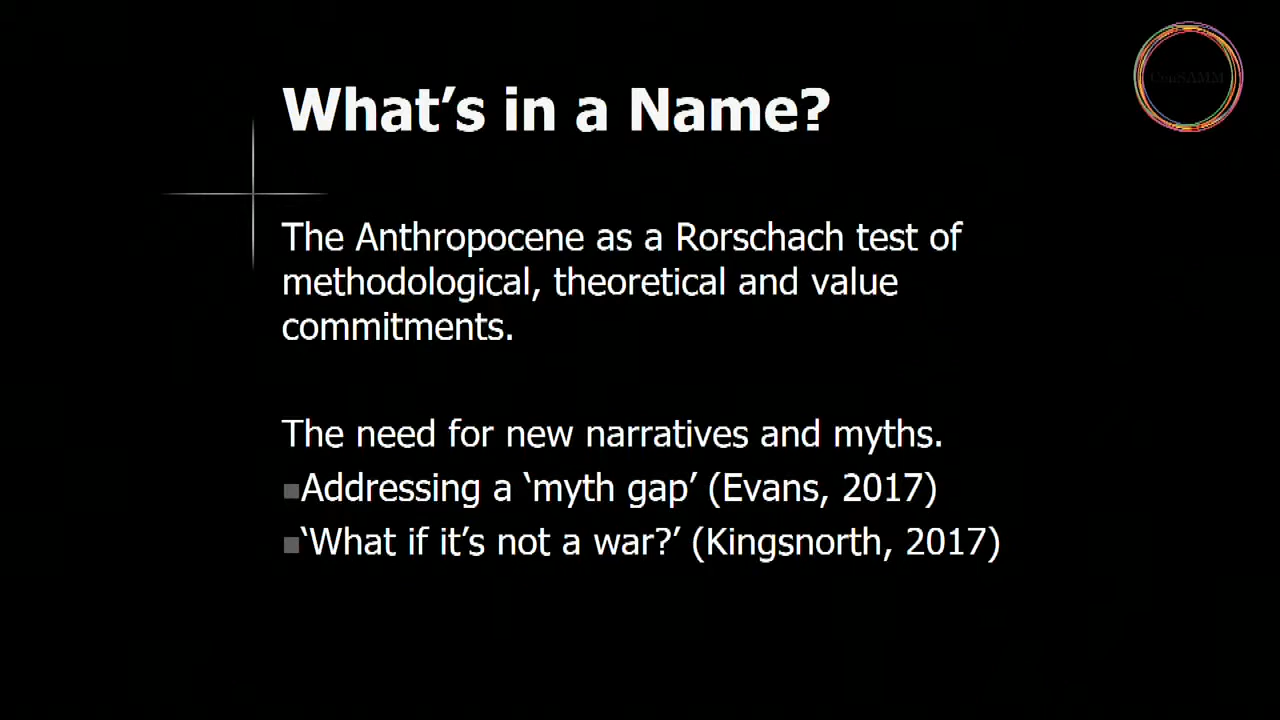 What’s in a Name?
CenSAMM
The Anthropocene as a Rorschach test of
methodological, theoretical and value
commitments.
The need for new narratives and myths.
Addressing a ‘myth gap’ (Evans, 2017)
‘What if it’s not a war?’ (Kingsnorth, 2017)